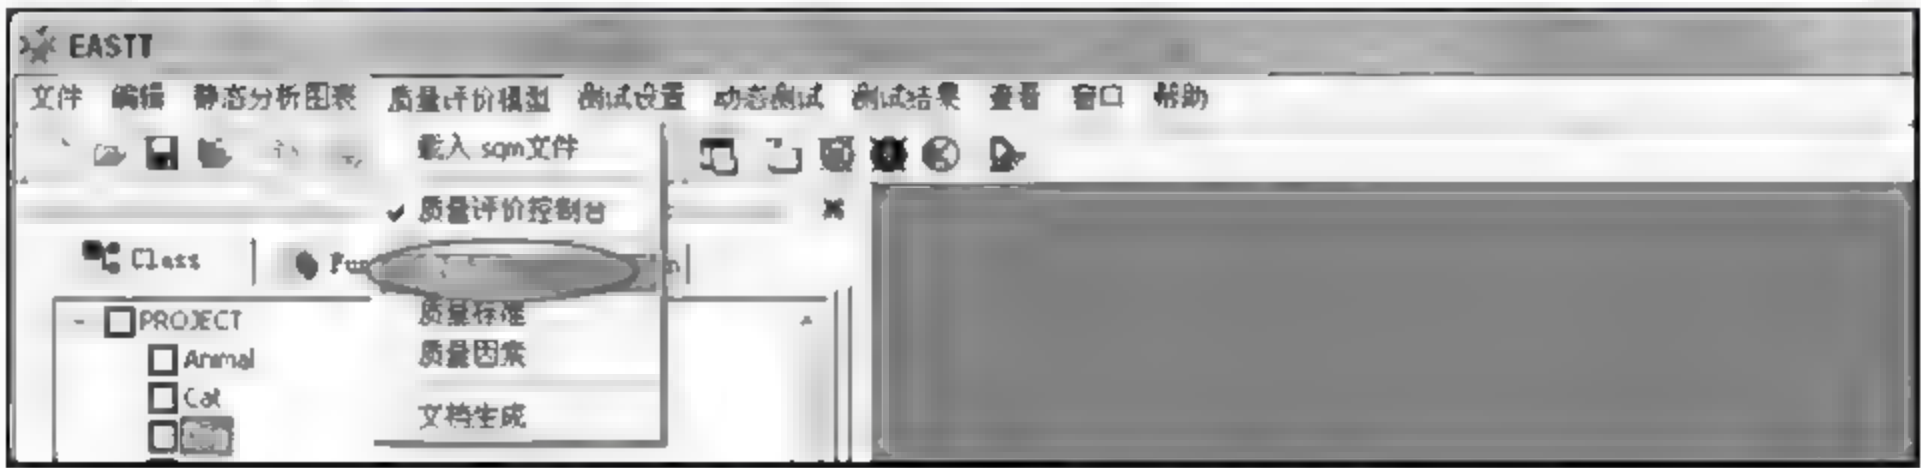 EASTT
文件 编辑 静态分析图表 质量评价模型 测试设置 动态测试 测试结果 查看 窗口 帮助
载入 sqm文件
质量评价控制台
Class
质量标准
质量因素
文档生成
PROJECT
Animal
Cat